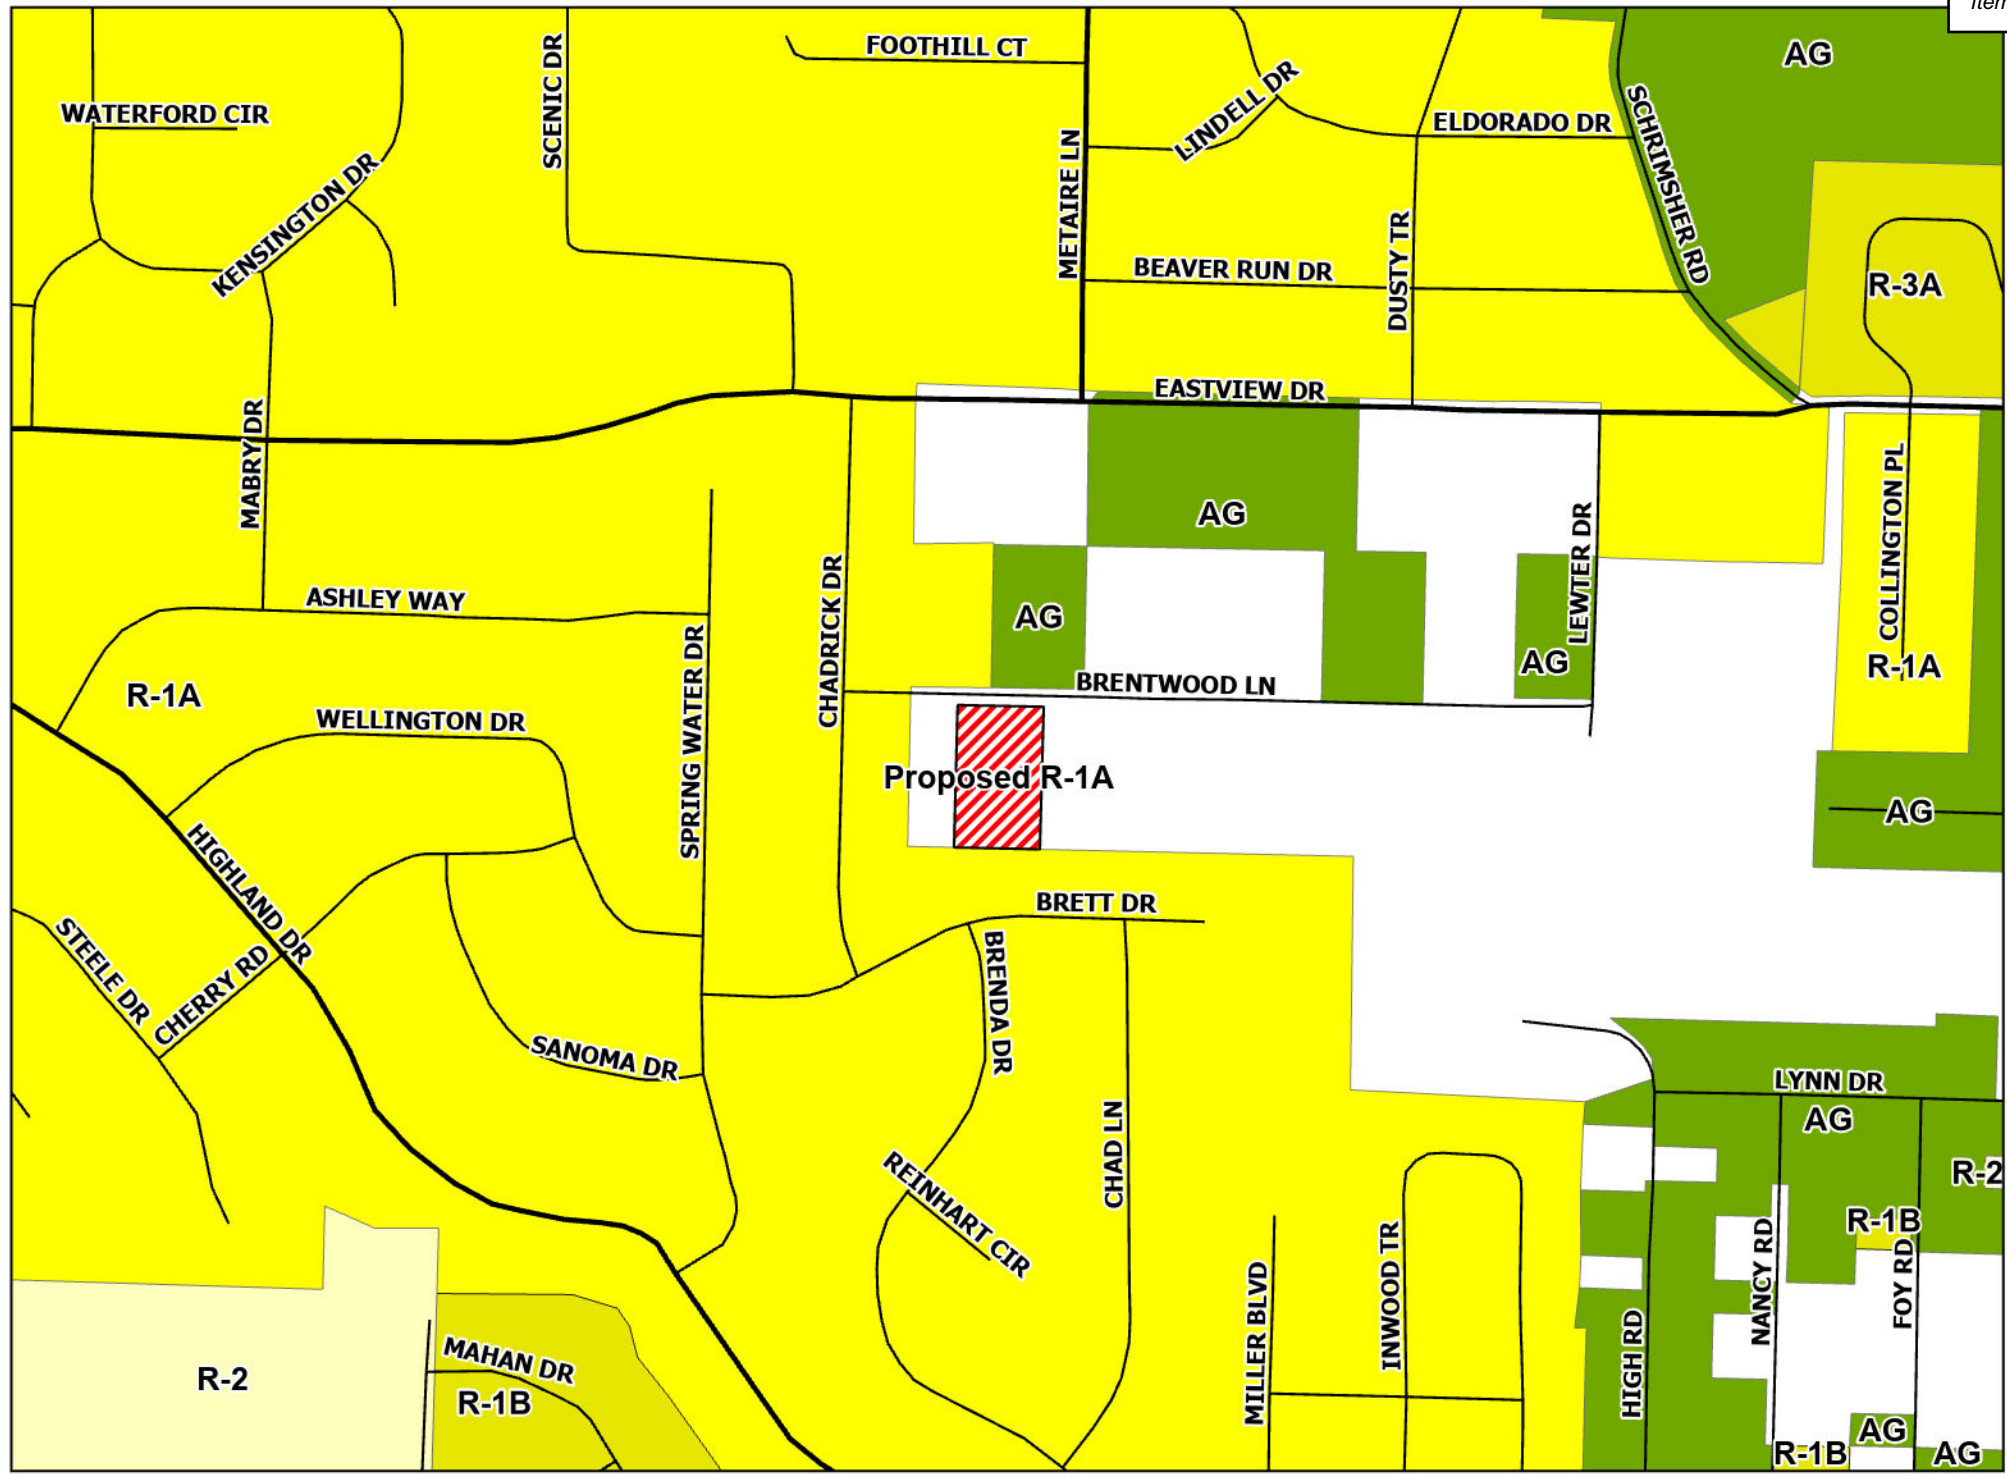 Item
AG
FOOTHILL CT
SCENIC DR
WATERFORD CIR
LINDELL DR
ELDORADO DR
SCHRIMSHER RD
KENSINGTON DR
METAIRE LN
DUSTY TR
BEAVER RUN DR
R-3A
EASTVIEW DR
MABRY DR
AG
LEWTER DR
COLLINGTON PL
ASHLEY WAY
CHADRICK DR
AG
AG
R-1A
SPRING WATER DR
BRENTWOOD LN
R-1A
WELLINGTON DR
Proposed R-1A
AG
HIGHLAND DR
BRETT DR
STEELE DR
CHERRY RD
BRENDA DR
SANOMA DR
LYNN DR
AG
CHAD LN
REINHART CIR
R-2
R-1B
NANCY RD
FOY RD
MILLER BLVD
INWOOD TR
HIGH RD
MAHAN DR
R-2
R-1B
AG
R-1B
AG